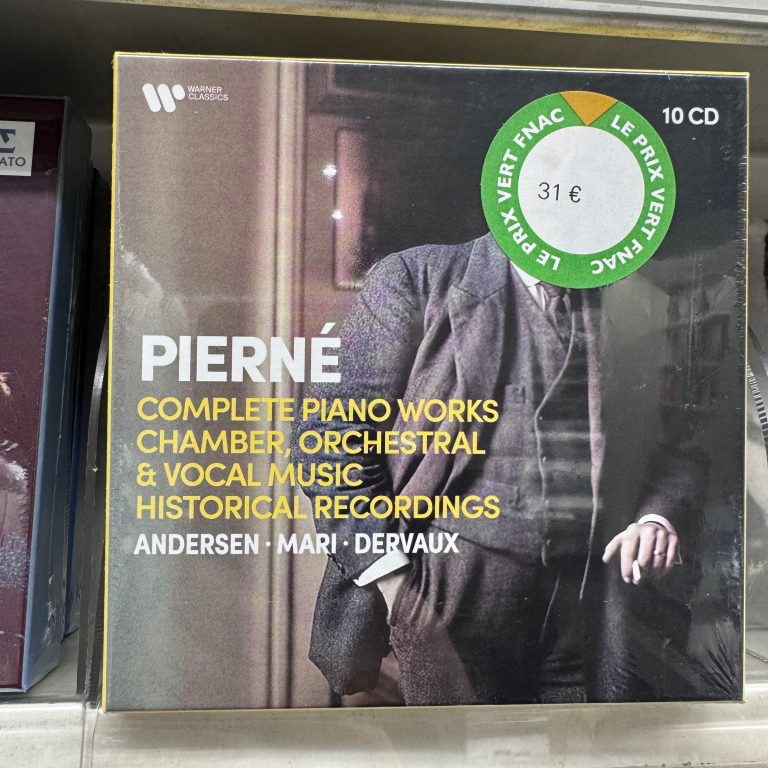 WARNER
CLASSICS
10 CD
LE PRIX VERT FNAC
LE PRIX VERT FNAC
31 €
PIERNÉ
COMPLETE PIANO WORKS
CHAMBER, ORCHESTRAL
& VOCAL MUSIC
HISTORICAL RECORDINGS
ANDERSEN · MARI · DERVAUX
ATO